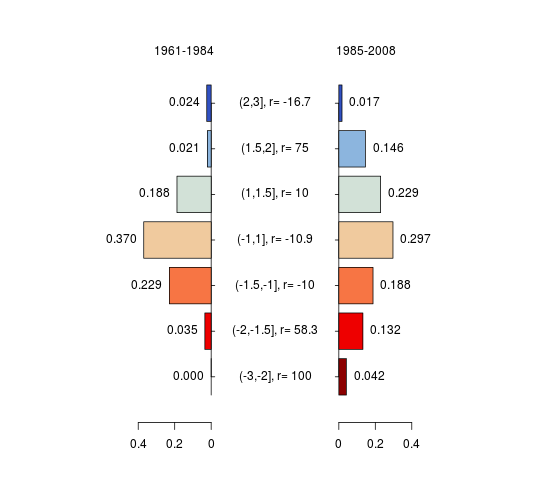 1961-1984 1985-2008
0.024 (2,3], r= -16.7 0.017
0.021 (1.5,2], r= 75 0.146
0.188 (1,1.5], r= 10 0.229
0.370 (-1,1], r= -10.9 0.297
0.229 (-1.5,-1], r= -10 0.188
0.035 (-2,-1.5], r= 58.3 0.132
0.000 (-3,-2], r= 100 0.042
0.4 0.2 0 0 0.2 0.4